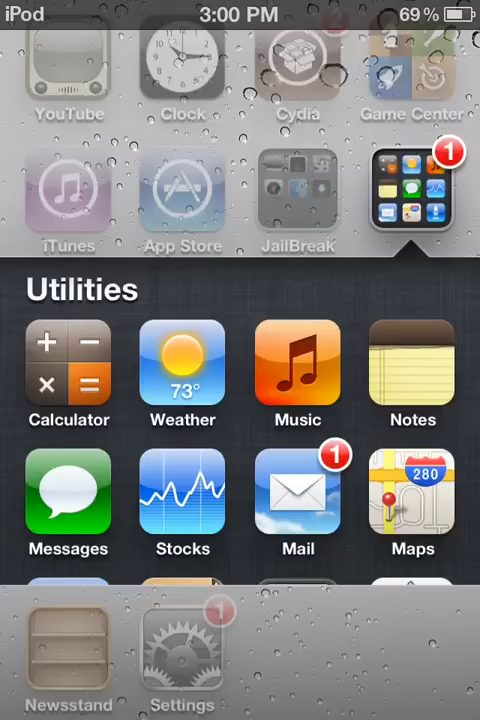 iPod 3:00 PM 69%
2
YouTube Clock Cydia Game Center
1
iTunes App Store JailBreak
Utilities
73°
Calculator Weather Music Notes
1
280
Messages Stocks Mail Maps
1
Newsstand Settings